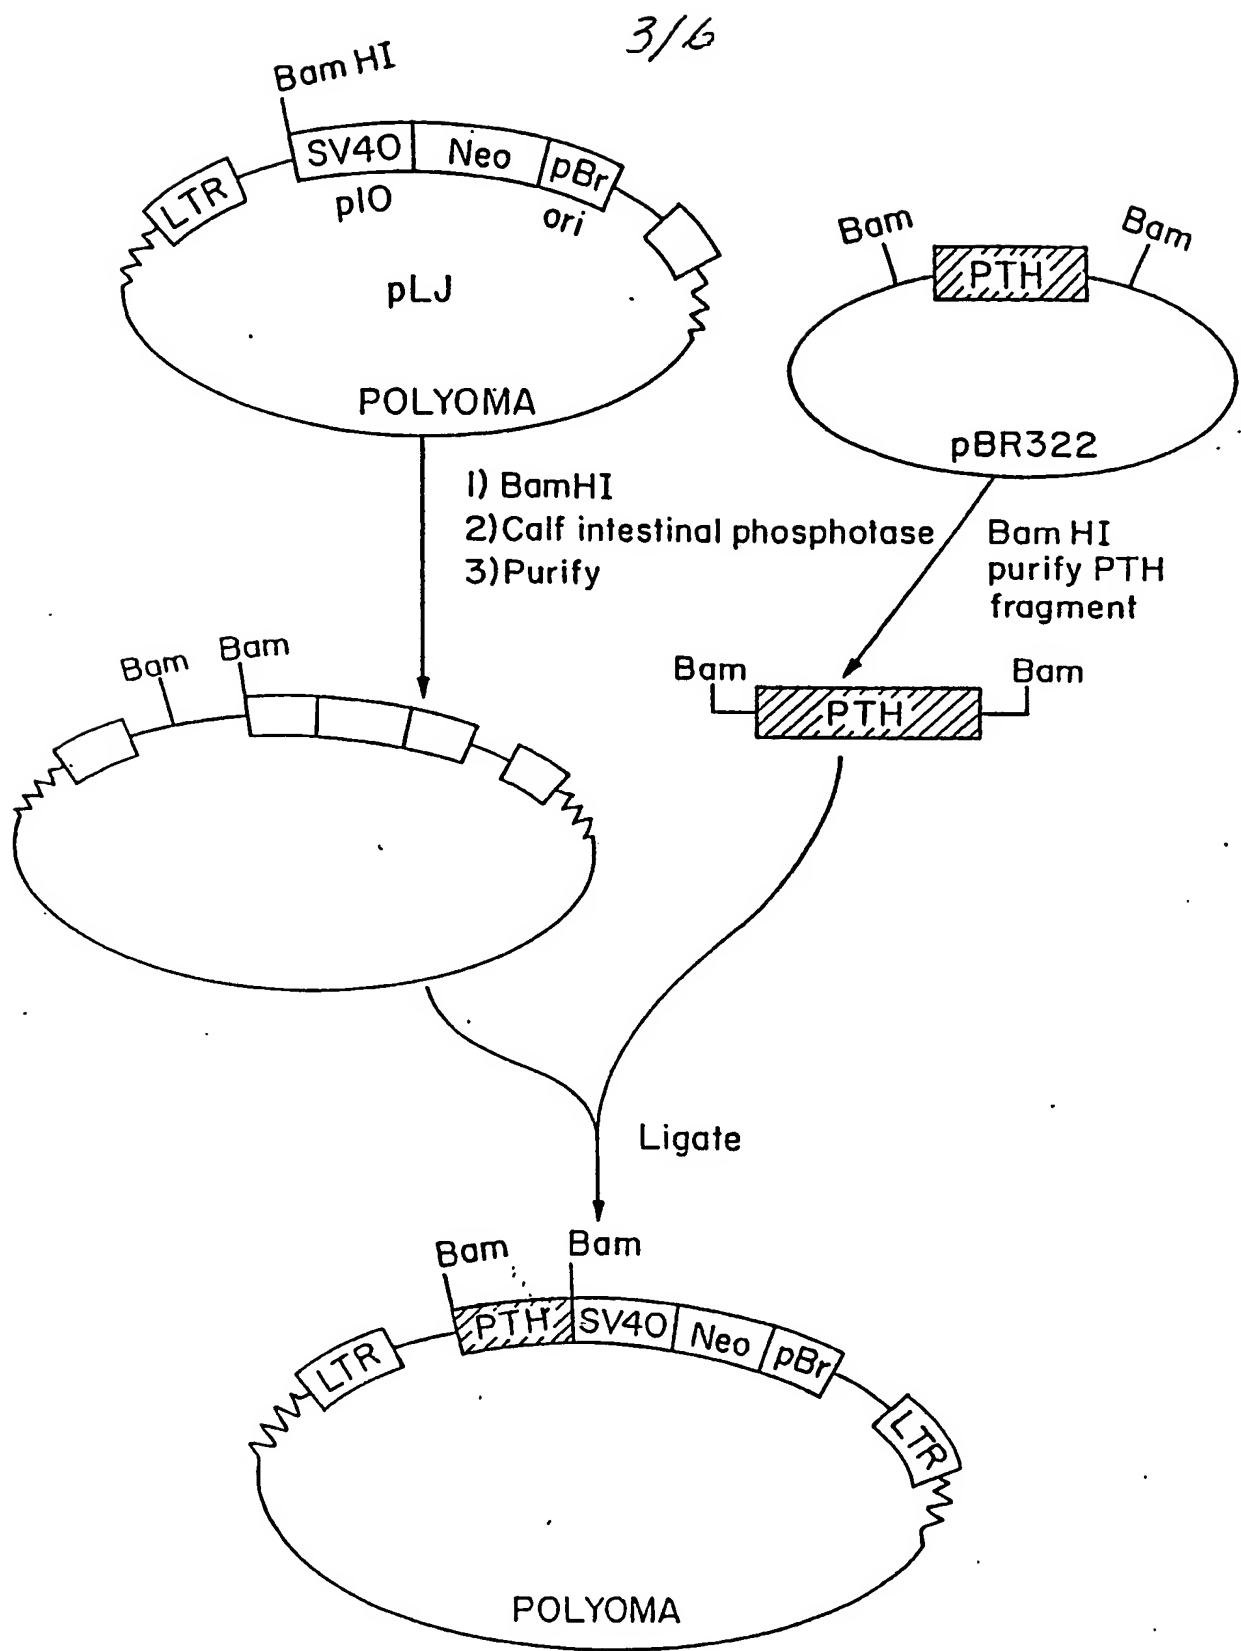 3/6
Bam HI
SV40
Neo
pBr
LTR
pIO
ori
pLJ
POLYOMA
Bam
Bam
PTH
pBR322
1) BamHI
2) Calf intestinal phosphotase
3) Purify
Bam HI
purify PTH
fragment
Bam
Bam
Bam
Bam
PTH
Ligate
Bam
Bam
PTH
SV40
Neo
pBr
LTR
LTR
POLYOMA